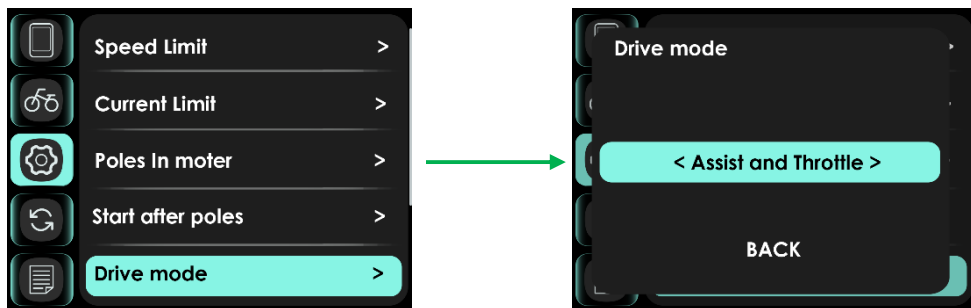 Speed Limit >
Current Limit >
Poles In moter >
Start after poles >
Drive mode >
Drive mode
< Assist and Throttle >
BACK